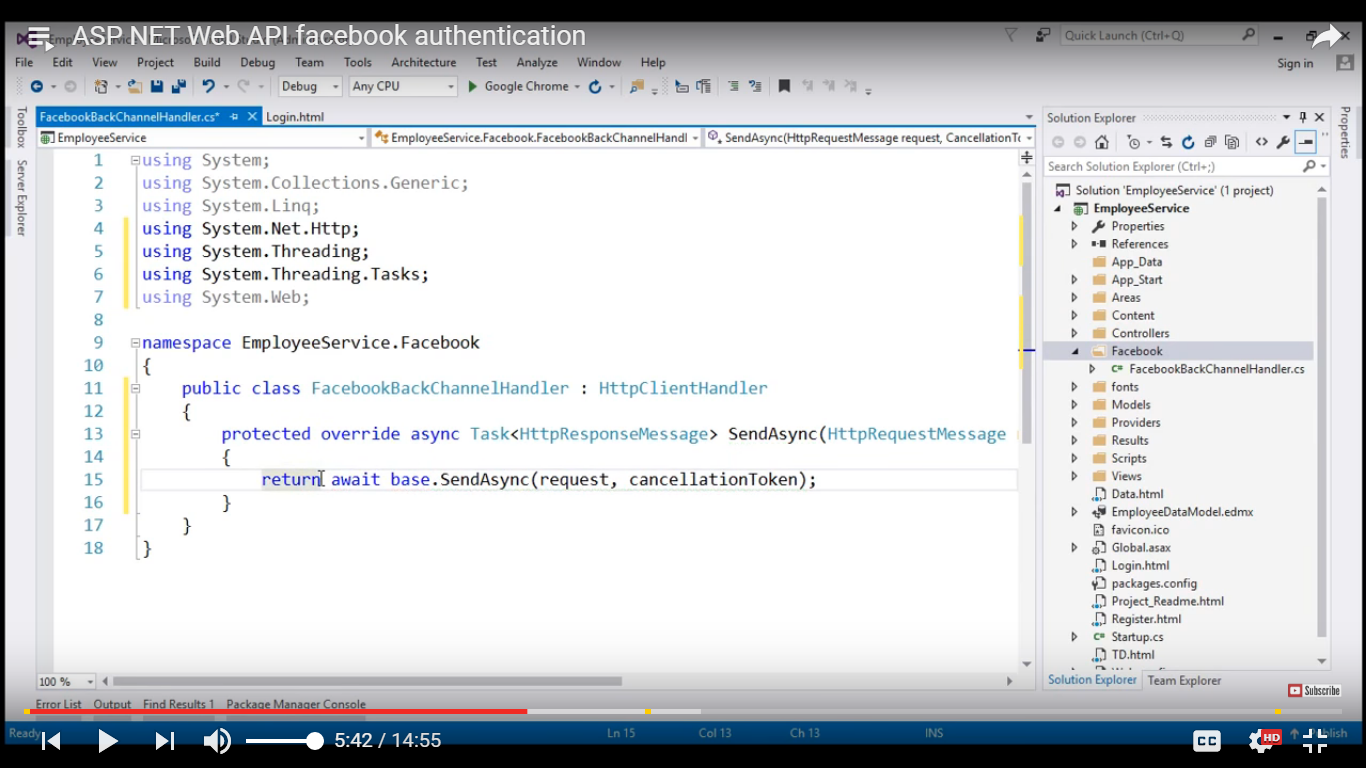 ASP NET Web API facebook authentication
Quick Launch (Ctrl+Q)
File Edit View Project Build Debug Team Tools Architecture Test Analyze Window Help
Sign in
Debug Any CPU Google Chrome
Toolbox
Server Explorer
FacebookBackChannelHandler.cs* Login.html
EmployeeService EmployeeService.Facebook.FacebookBackChannelHandl SendAsync(HttpRequestMessage request, CancellationTo
1 using System;
2 using System.Collections.Generic;
3 using System.Linq;
4 using System.Net.Http;
5 using System.Threading;
6 using System.Threading.Tasks;
7 using System.Web;
8
9 namespace EmployeeService.Facebook
10 {
11 public class FacebookBackChannelHandler : HttpClientHandler
12 {
13 protected override async Task<HttpResponseMessage> SendAsync(HttpRequestMessage
14 {
15 return await base.SendAsync(request, cancellationToken);
16 }
17 }
18 }
100 %
Solution Explorer
Search Solution Explorer (Ctrl+;)
Solution 'EmployeeService' (1 project)
EmployeeService
Properties
References
App_Data
App_Start
Areas
Content
Controllers
Facebook
C# FacebookBackChannelHandler.cs
fonts
Models
Providers
Results
Scripts
Views
Data.html
EmployeeDataModel.edmx
favicon.ico
Global.asax
Login.html
packages.config
Project_Readme.html
Register.html
C# Startup.cs
TD.html
Solution Explorer Team Explorer
Properties
Subscribe
Error List Output Find Results 1 Package Manager Console
Ready Ln 15 Col 13 Ch 13 INS Publish
5:42 / 14:55
CC HD